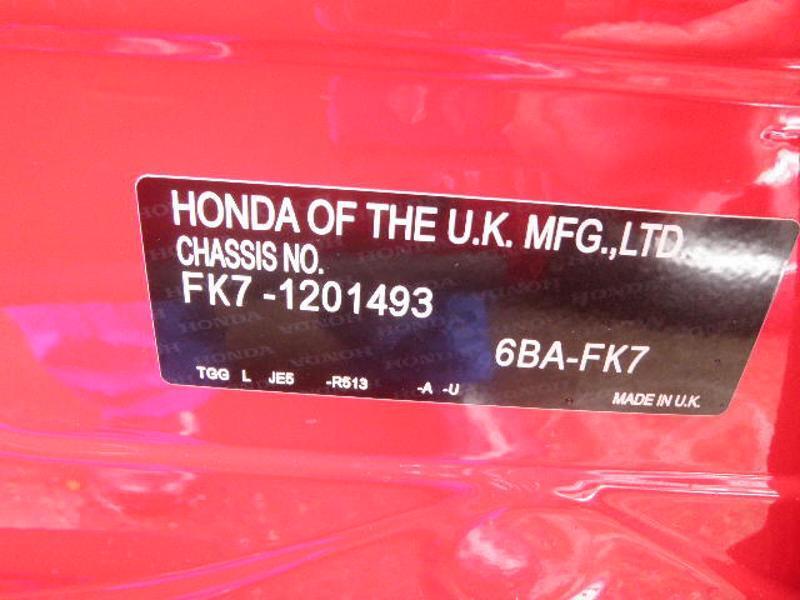 HONDA OF THE U.K. MFG.,LTD.
CHASSIS NO.
FK7-1201493
6BA-FK7
TGG L JE5 -R513 -A -U
MADE IN U.K.